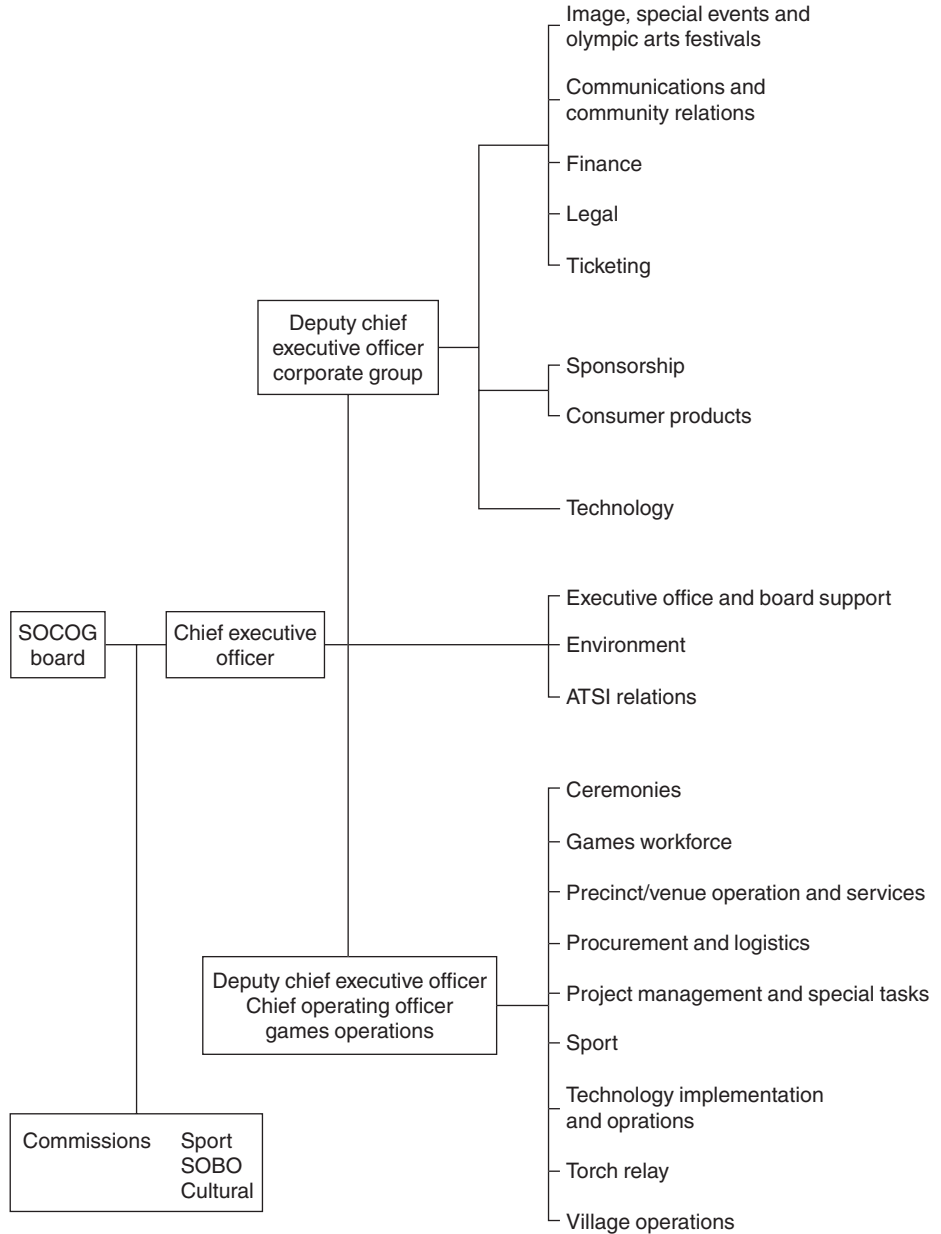 Image, special events and
olympic arts festivals
Communications and
community relations
Finance
Legal
Ticketing
Deputy chief
executive officer
corporate group
Sponsorship
Consumer products
Technology
SOCOG
board
Chief executive
officer
Executive office and board support
Environment
ATSI relations
Ceremonies
Games workforce
Precinct/venue operation and services
Procurement and logistics
Deputy chief executive officer
Chief operating officer
games operations
Project management and special tasks
Sport
Technology implementation
and oprations
Torch relay
Village operations
Commissions Sport
SOBO
Cultural